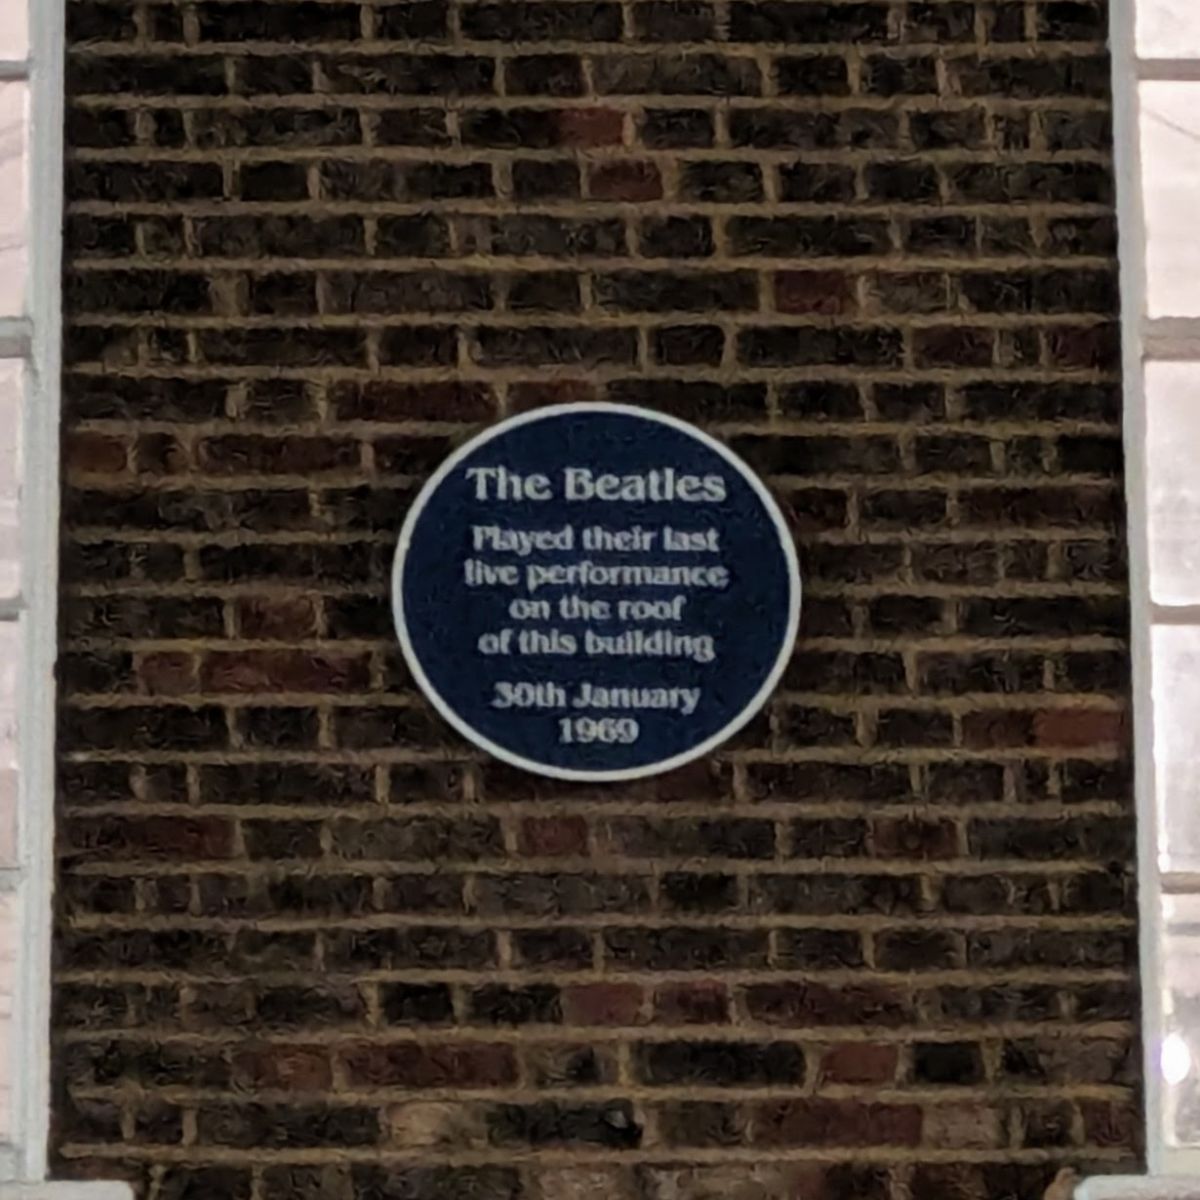 The Beatles
Played their last
live performance
on the roof
of this building
30th January
1969